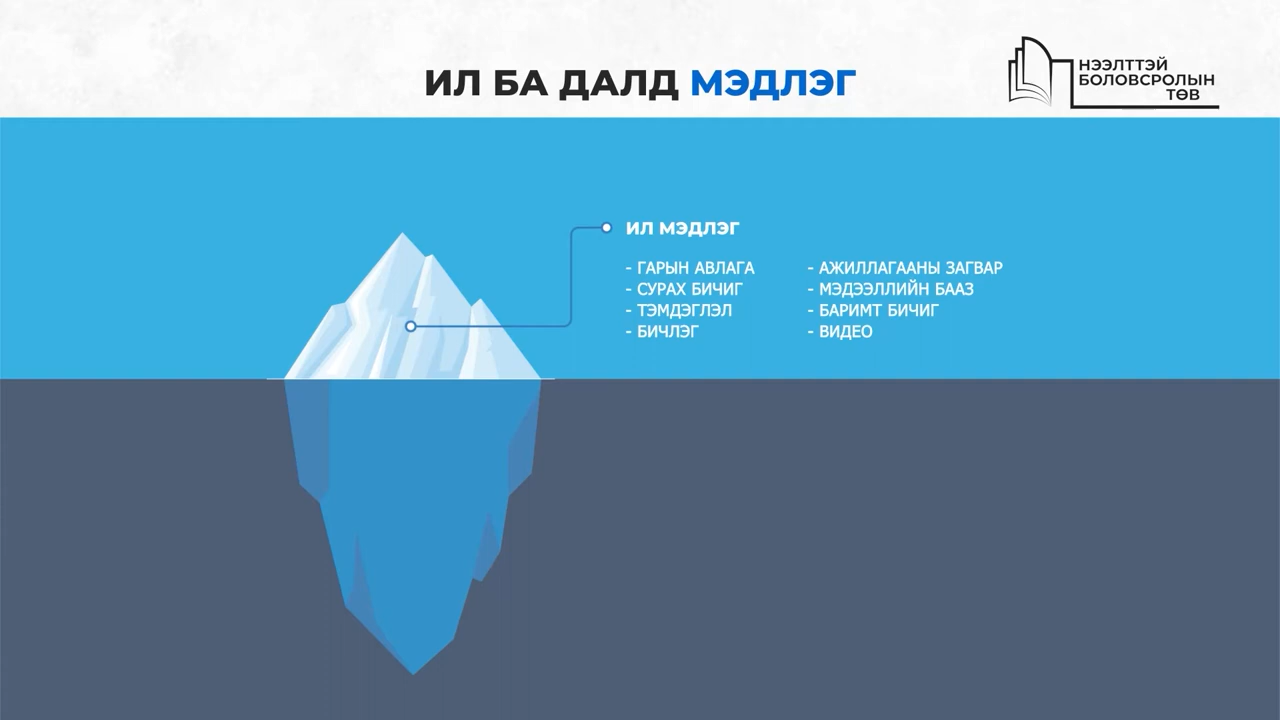 ИЛ БА ДАЛД МЭДЛЭГ
НЭЭЛТТЭЙ
БОЛОВСРОЛЫН
ТӨВ
ИЛ МЭДЛЭГ
- ГАРЫН АВЛАГА
- СУРАХ БИЧИГ
- ТЭМДЭГЛЭЛ
- БИЧЛЭГ
- АЖИЛЛАГААНЫ ЗАГВАР
- МЭДЭЭЛЛИЙН БААЗ
- БАРИМТ БИЧИГ
- ВИДЕО